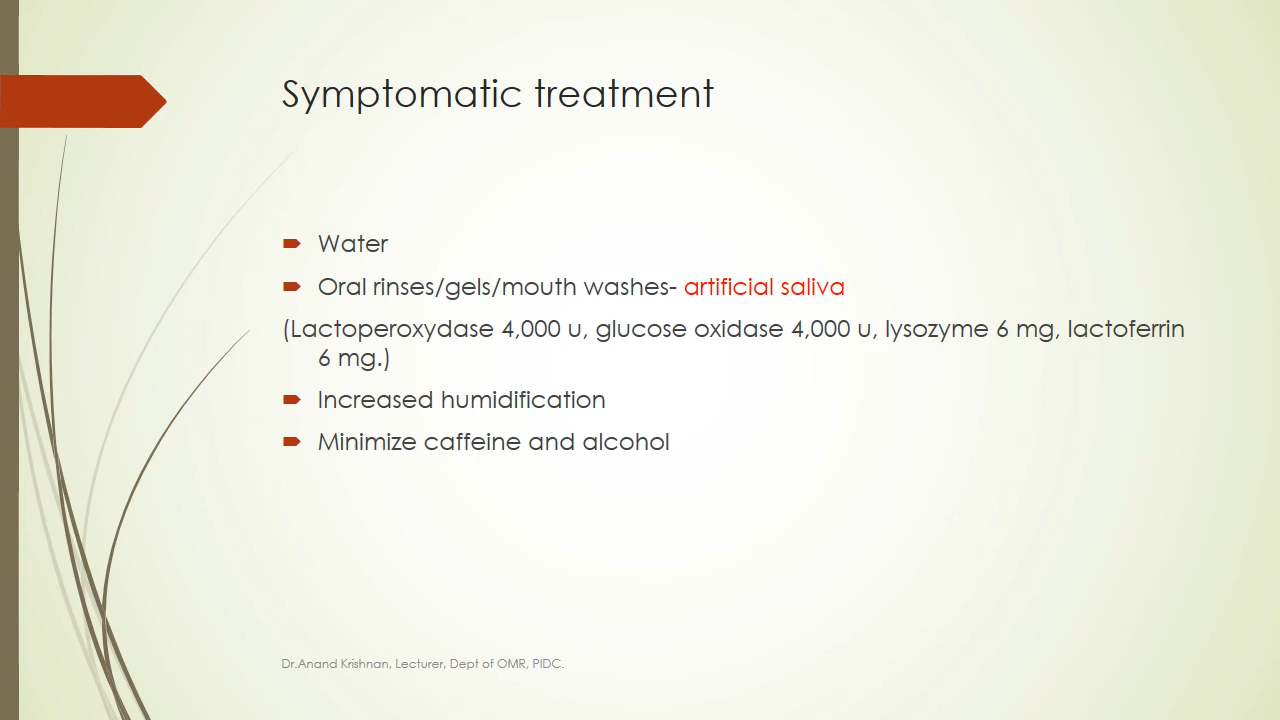 Symptomatic treatment
Water
Oral rinses/gels/mouth washes- artificial saliva
(Lactoperoxydase 4,000 u, glucose oxidase 4,000 u, lysozyme 6 mg, lactoferrin
6 mg.)
Increased humidification
Minimize caffeine and alcohol
Dr.Anand Krishnan, Lecturer, Dept of OMR, PIDC.